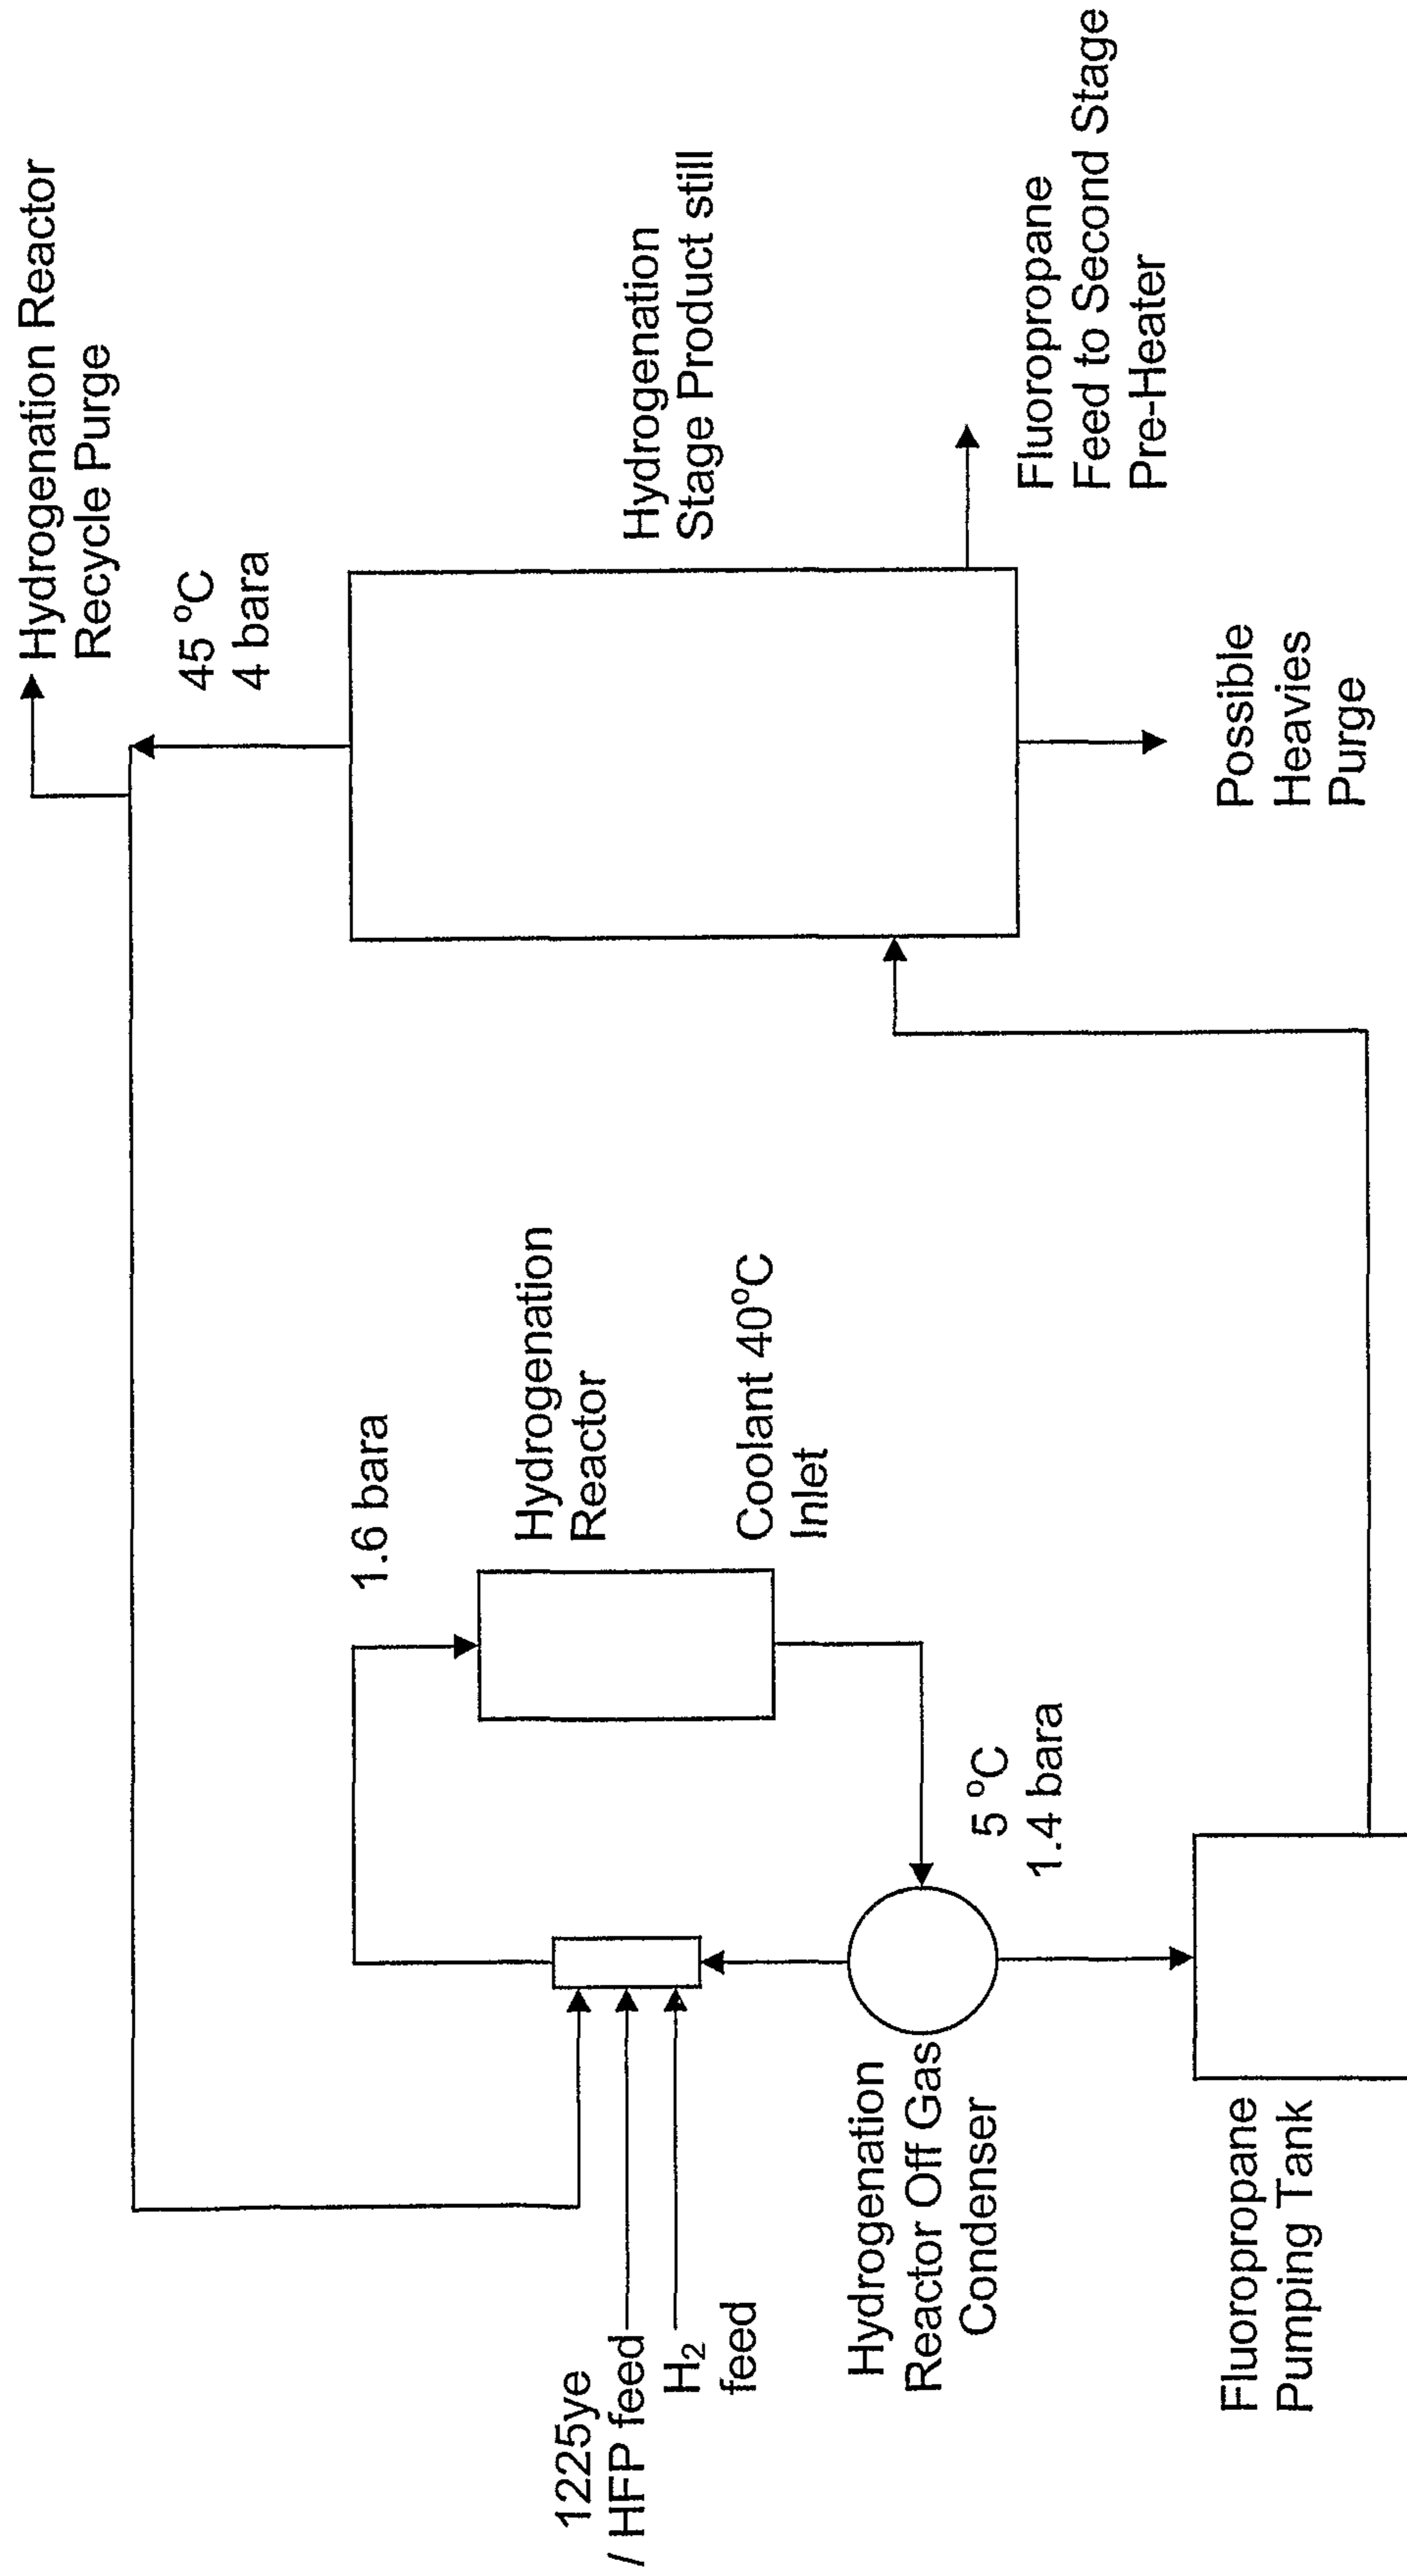 Hydrogenation Reactor
Recycle Purge
45 °C
4 bara
Hydrogenation
Stage Product still
Fluoropropane
Feed to Second Stage
Pre-Heater
Possible
Heavies
Purge
1.6 bara
Hydrogenation
Reactor
Coolant 40°C
Inlet
5 °C
1.4 bara
1225ye
/ HFP feed
H₂
feed
Hydrogenation
Reactor Off Gas
Condenser
Fluoropropane
Pumping Tank